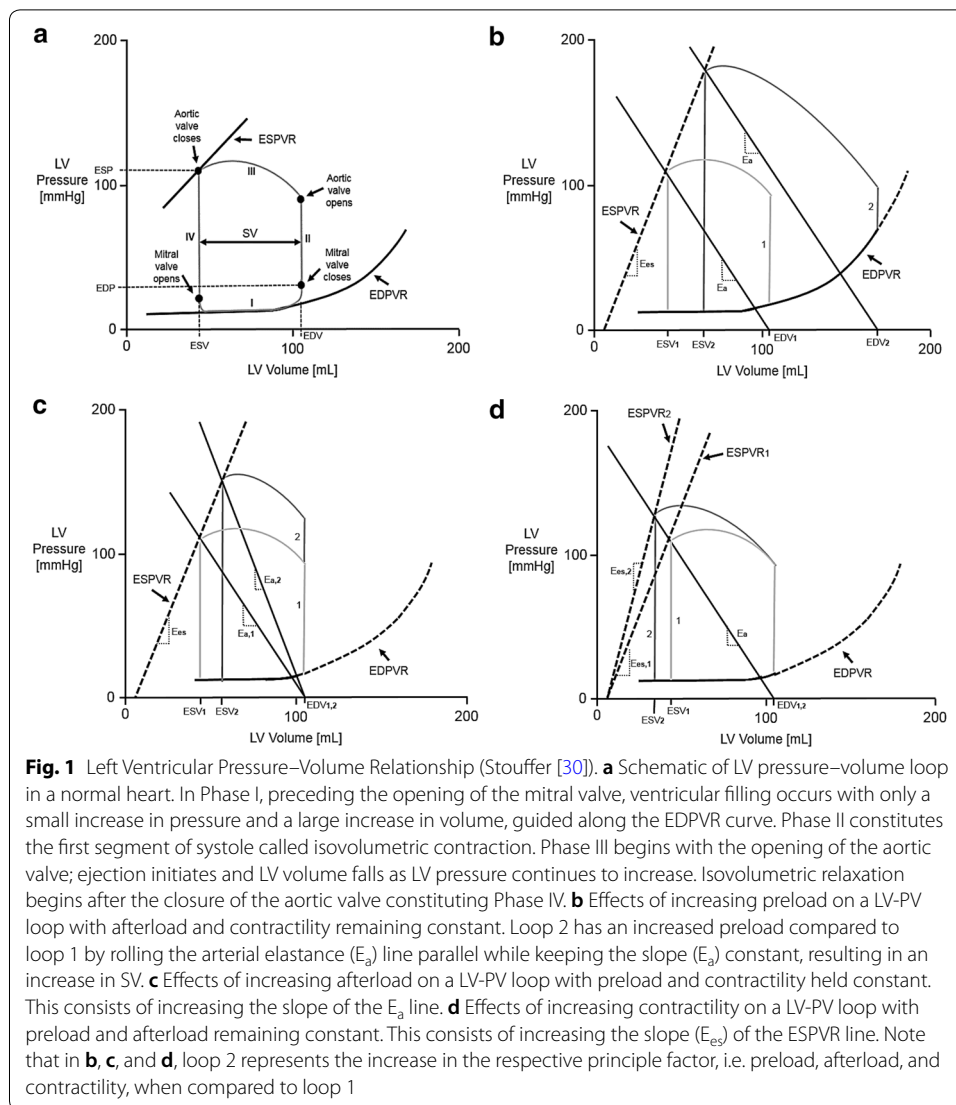 a
200
Aortic
valve
closes
ESPVR
LV
Pressure
[mmHg]
ESP
III
100
Aortic
valve
opens
IV
SV
II
Mitral
valve
opens
Mitral
valve
closes
EDP
I
EDPVR
0
0
ESV
100
EDV
200
LV Volume [mL]
b
200
LV
Pressure
[mmHg]
Ea
100
ESPVR
2
1
Ees
Ea
EDPVR
0
0
ESV1
ESV2
100
EDV1
EDV2
200
LV Volume [mL]
c
200
LV
Pressure
[mmHg]
2
100
ESPVR
Ea,2
1
Ees
Ea,1
EDPVR
0
0
ESV1
ESV2
100
EDV1,2
200
LV Volume [mL]
d
ESPVR2
200
ESPVR1
LV
Pressure
[mmHg]
100
Ees,2
2
1
Ea
Ees,1
EDPVR
0
0
ESV2
ESV1
100
EDV1,2
200
LV Volume [mL]
Fig. 1 Left Ventricular Pressure–Volume Relationship (Stouffer [30]). a Schematic of LV pressure–volume loop
in a normal heart. In Phase I, preceding the opening of the mitral valve, ventricular filling occurs with only a
small increase in pressure and a large increase in volume, guided along the EDPVR curve. Phase II constitutes
the first segment of systole called isovolumetric contraction. Phase III begins with the opening of the aortic
valve; ejection initiates and LV volume falls as LV pressure continues to increase. Isovolumetric relaxation
begins after the closure of the aortic valve constituting Phase IV. b Effects of increasing preload on a LV-PV
loop with afterload and contractility remaining constant. Loop 2 has an increased preload compared to
loop 1 by rolling the arterial elastance (Ea) line parallel while keeping the slope (Ea) constant, resulting in an
increase in SV. c Effects of increasing afterload on a LV-PV loop with preload and contractility held constant.
This consists of increasing the slope of the Ea line. d Effects of increasing contractility on a LV-PV loop with
preload and afterload remaining constant. This consists of increasing the slope (Ees) of the ESPVR line. Note
that in b, c, and d, loop 2 represents the increase in the respective principle factor, i.e. preload, afterload, and
contractility, when compared to loop 1